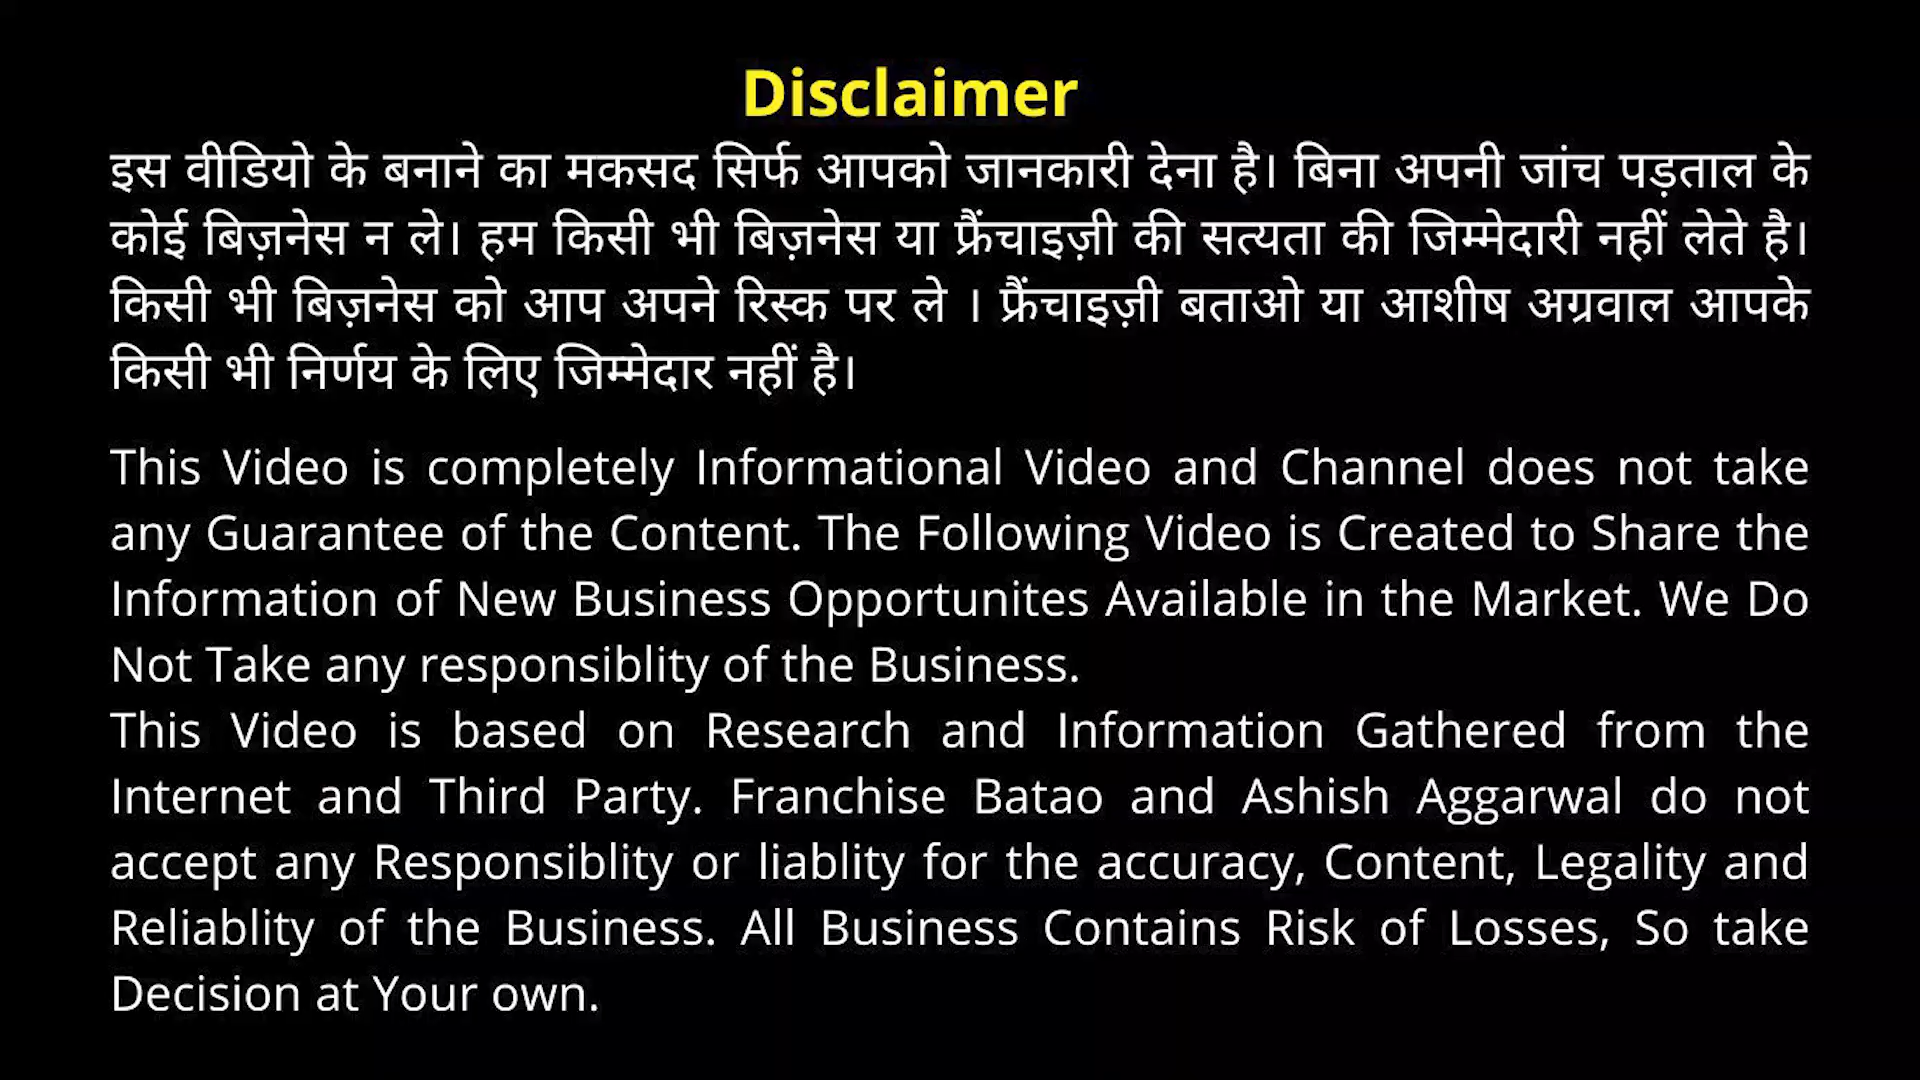 Disclaimer
इस वीडियो के बनाने का मकसद सिर्फ आपको जानकारी देना है। बिना अपनी जांच पड़ताल के
कोई बिज़नेस न ले। हम किसी भी बिज़नेस या फ्रैंचाइज़ी की सत्यता की जिम्मेदारी नहीं लेते है।
किसी भी बिज़नेस को आप अपने रिस्क पर ले । फ्रैंचाइज़ी बताओ या आशीष अग्रवाल आपके
किसी भी निर्णय के लिए जिम्मेदार नहीं है।
This Video is completely Informational Video and Channel does not take
any Guarantee of the Content. The Following Video is Created to Share the
Information of New Business Opportunites Available in the Market. We Do
Not Take any responsiblity of the Business.
This Video is based on Research and Information Gathered from the
Internet and Third Party. Franchise Batao and Ashish Aggarwal do not
accept any Responsiblity or liablity for the accuracy, Content, Legality and
Reliablity of the Business. All Business Contains Risk of Losses, So take
Decision at Your own.